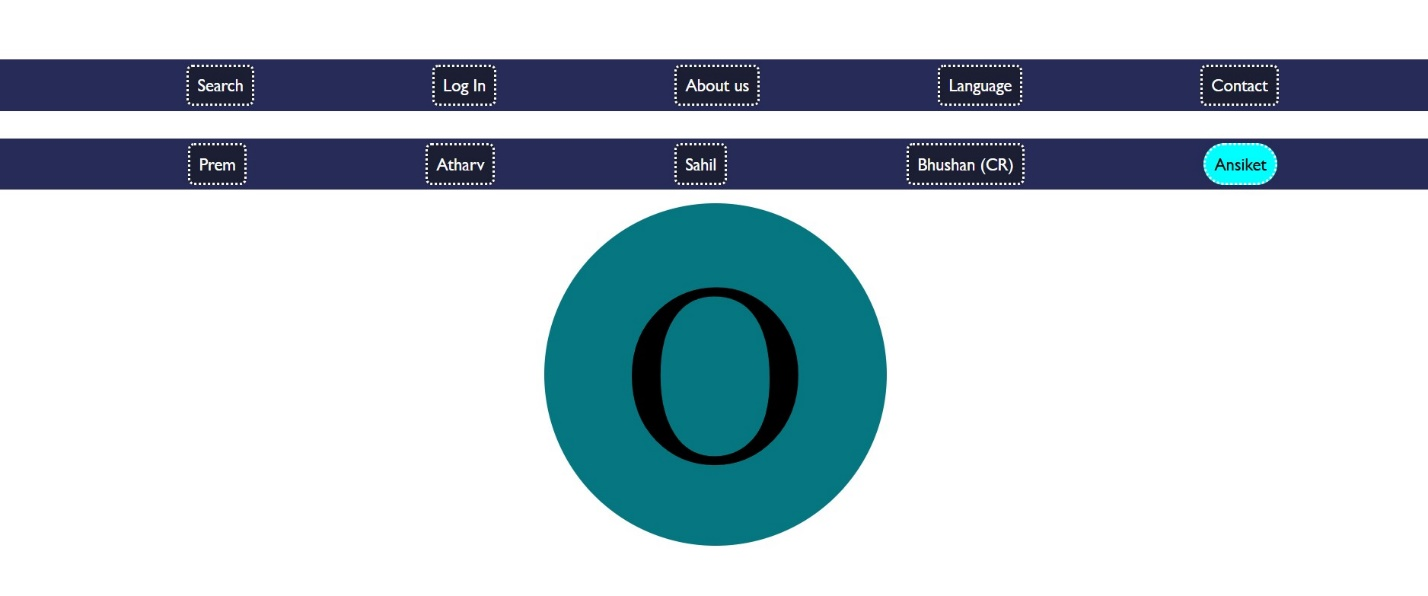 Search Log In About us Language Contact
Prem Atharv Sahil Bhushan (CR) Ansiket
O